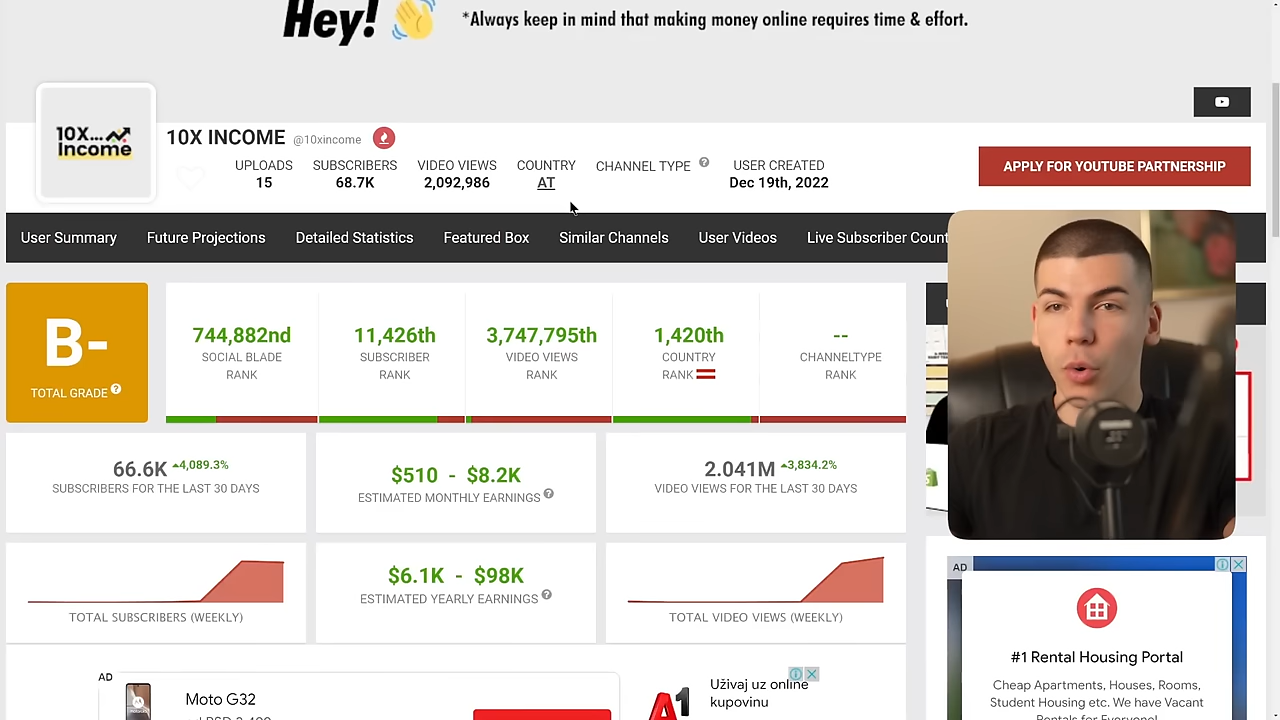 Hey!
*Always keep in mind that making money online requires time & effort.
10X...
Income
10X INCOME @10xincome
UPLOADS
15
SUBSCRIBERS
68.7K
VIDEO VIEWS
2,092,986
COUNTRY
AT
CHANNEL TYPE ?
USER CREATED
Dec 19th, 2022
APPLY FOR YOUTUBE PARTNERSHIP
User Summary Future Projections Detailed Statistics Featured Box Similar Channels User Videos Live Subscriber Count
B-
TOTAL GRADE ?
744,882nd
SOCIAL BLADE
RANK
11,426th
SUBSCRIBER
RANK
3,747,795th
VIDEO VIEWS
RANK
1,420th
COUNTRY
RANK
--
CHANNELTYPE
RANK
66.6K 4,089.3%
SUBSCRIBERS FOR THE LAST 30 DAYS
$510 - $8.2K
ESTIMATED MONTHLY EARNINGS ?
2.041M 3,834.2%
VIDEO VIEWS FOR THE LAST 30 DAYS
TOTAL SUBSCRIBERS (WEEKLY)
$6.1K - $98K
ESTIMATED YEARLY EARNINGS ?
TOTAL VIDEO VIEWS (WEEKLY)
AD
Moto G32
A1
Uživaj uz online
kupovinu
AD
#1 Rental Housing Portal
Cheap Apartments, Houses, Rooms,
Student Housing etc. We have Vacant
Rentals for Everyone!